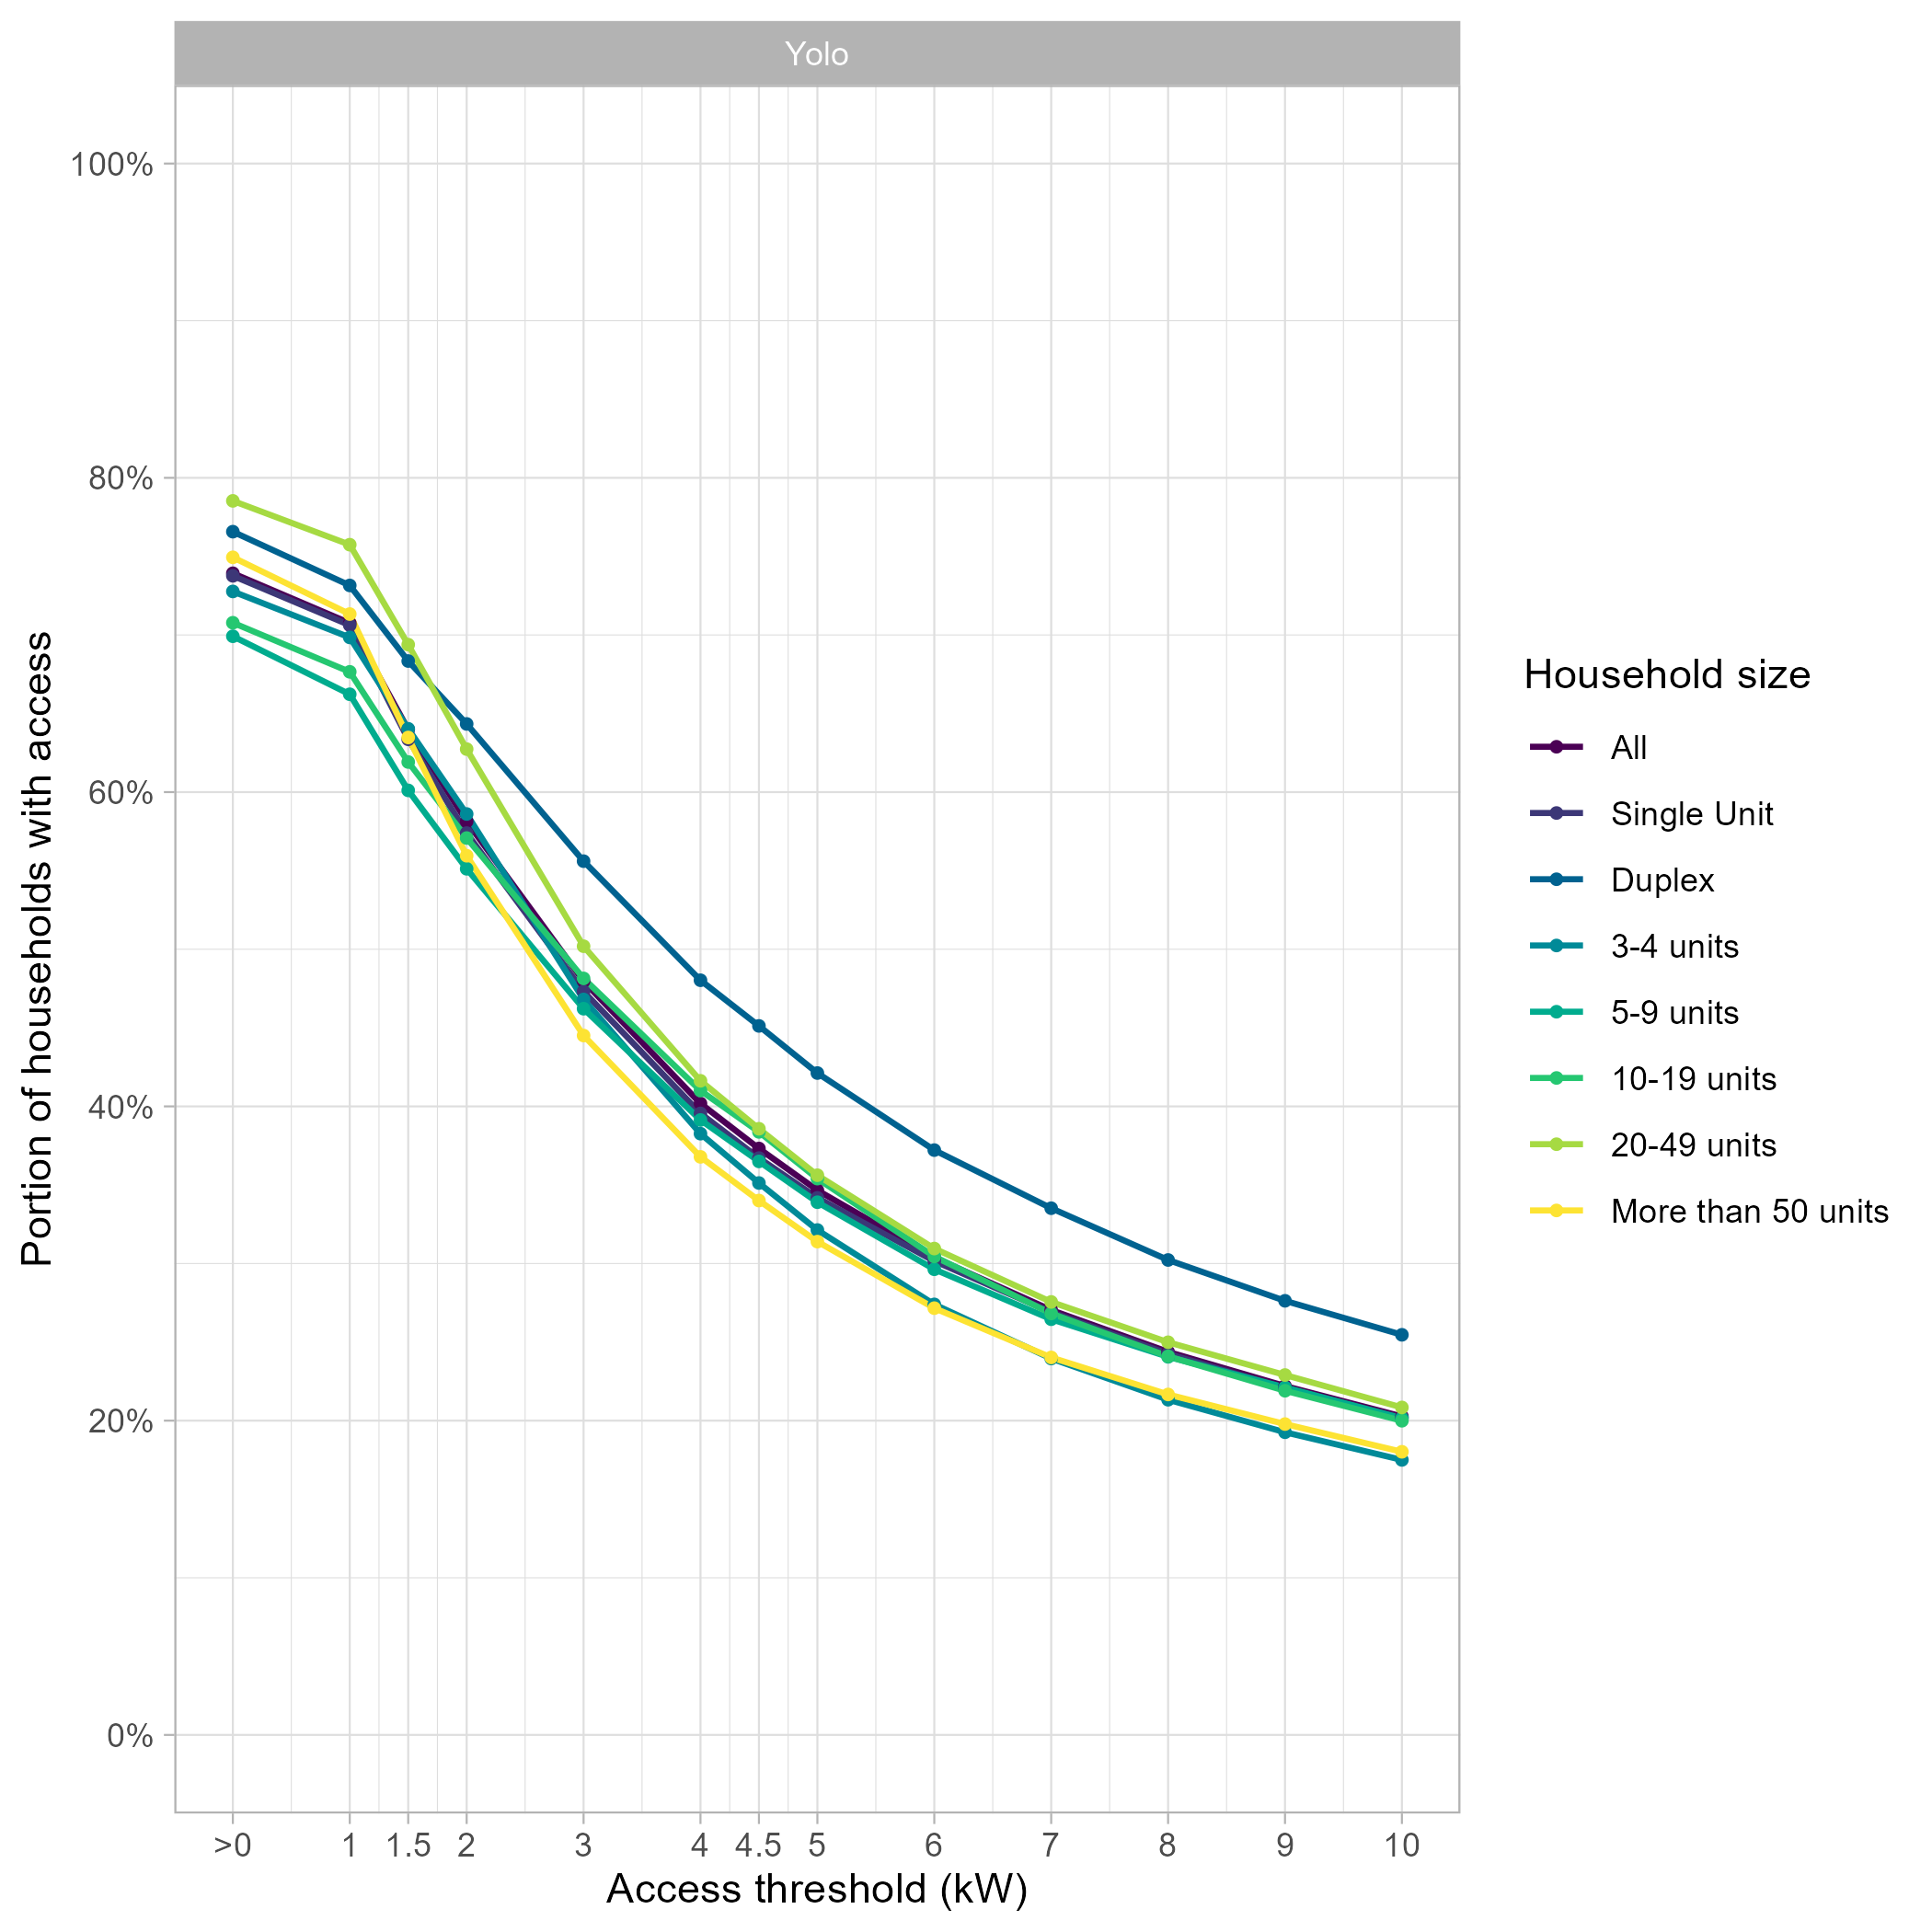 Yolo
Portion of households with access
100%
80%
60%
40%
20%
0%
>0 1 1.5 2 3 4 4.5 5 6 7 8 9 10
Access threshold (kW)
Household size
All
Single Unit
Duplex
3-4 units
5-9 units
10-19 units
20-49 units
More than 50 units